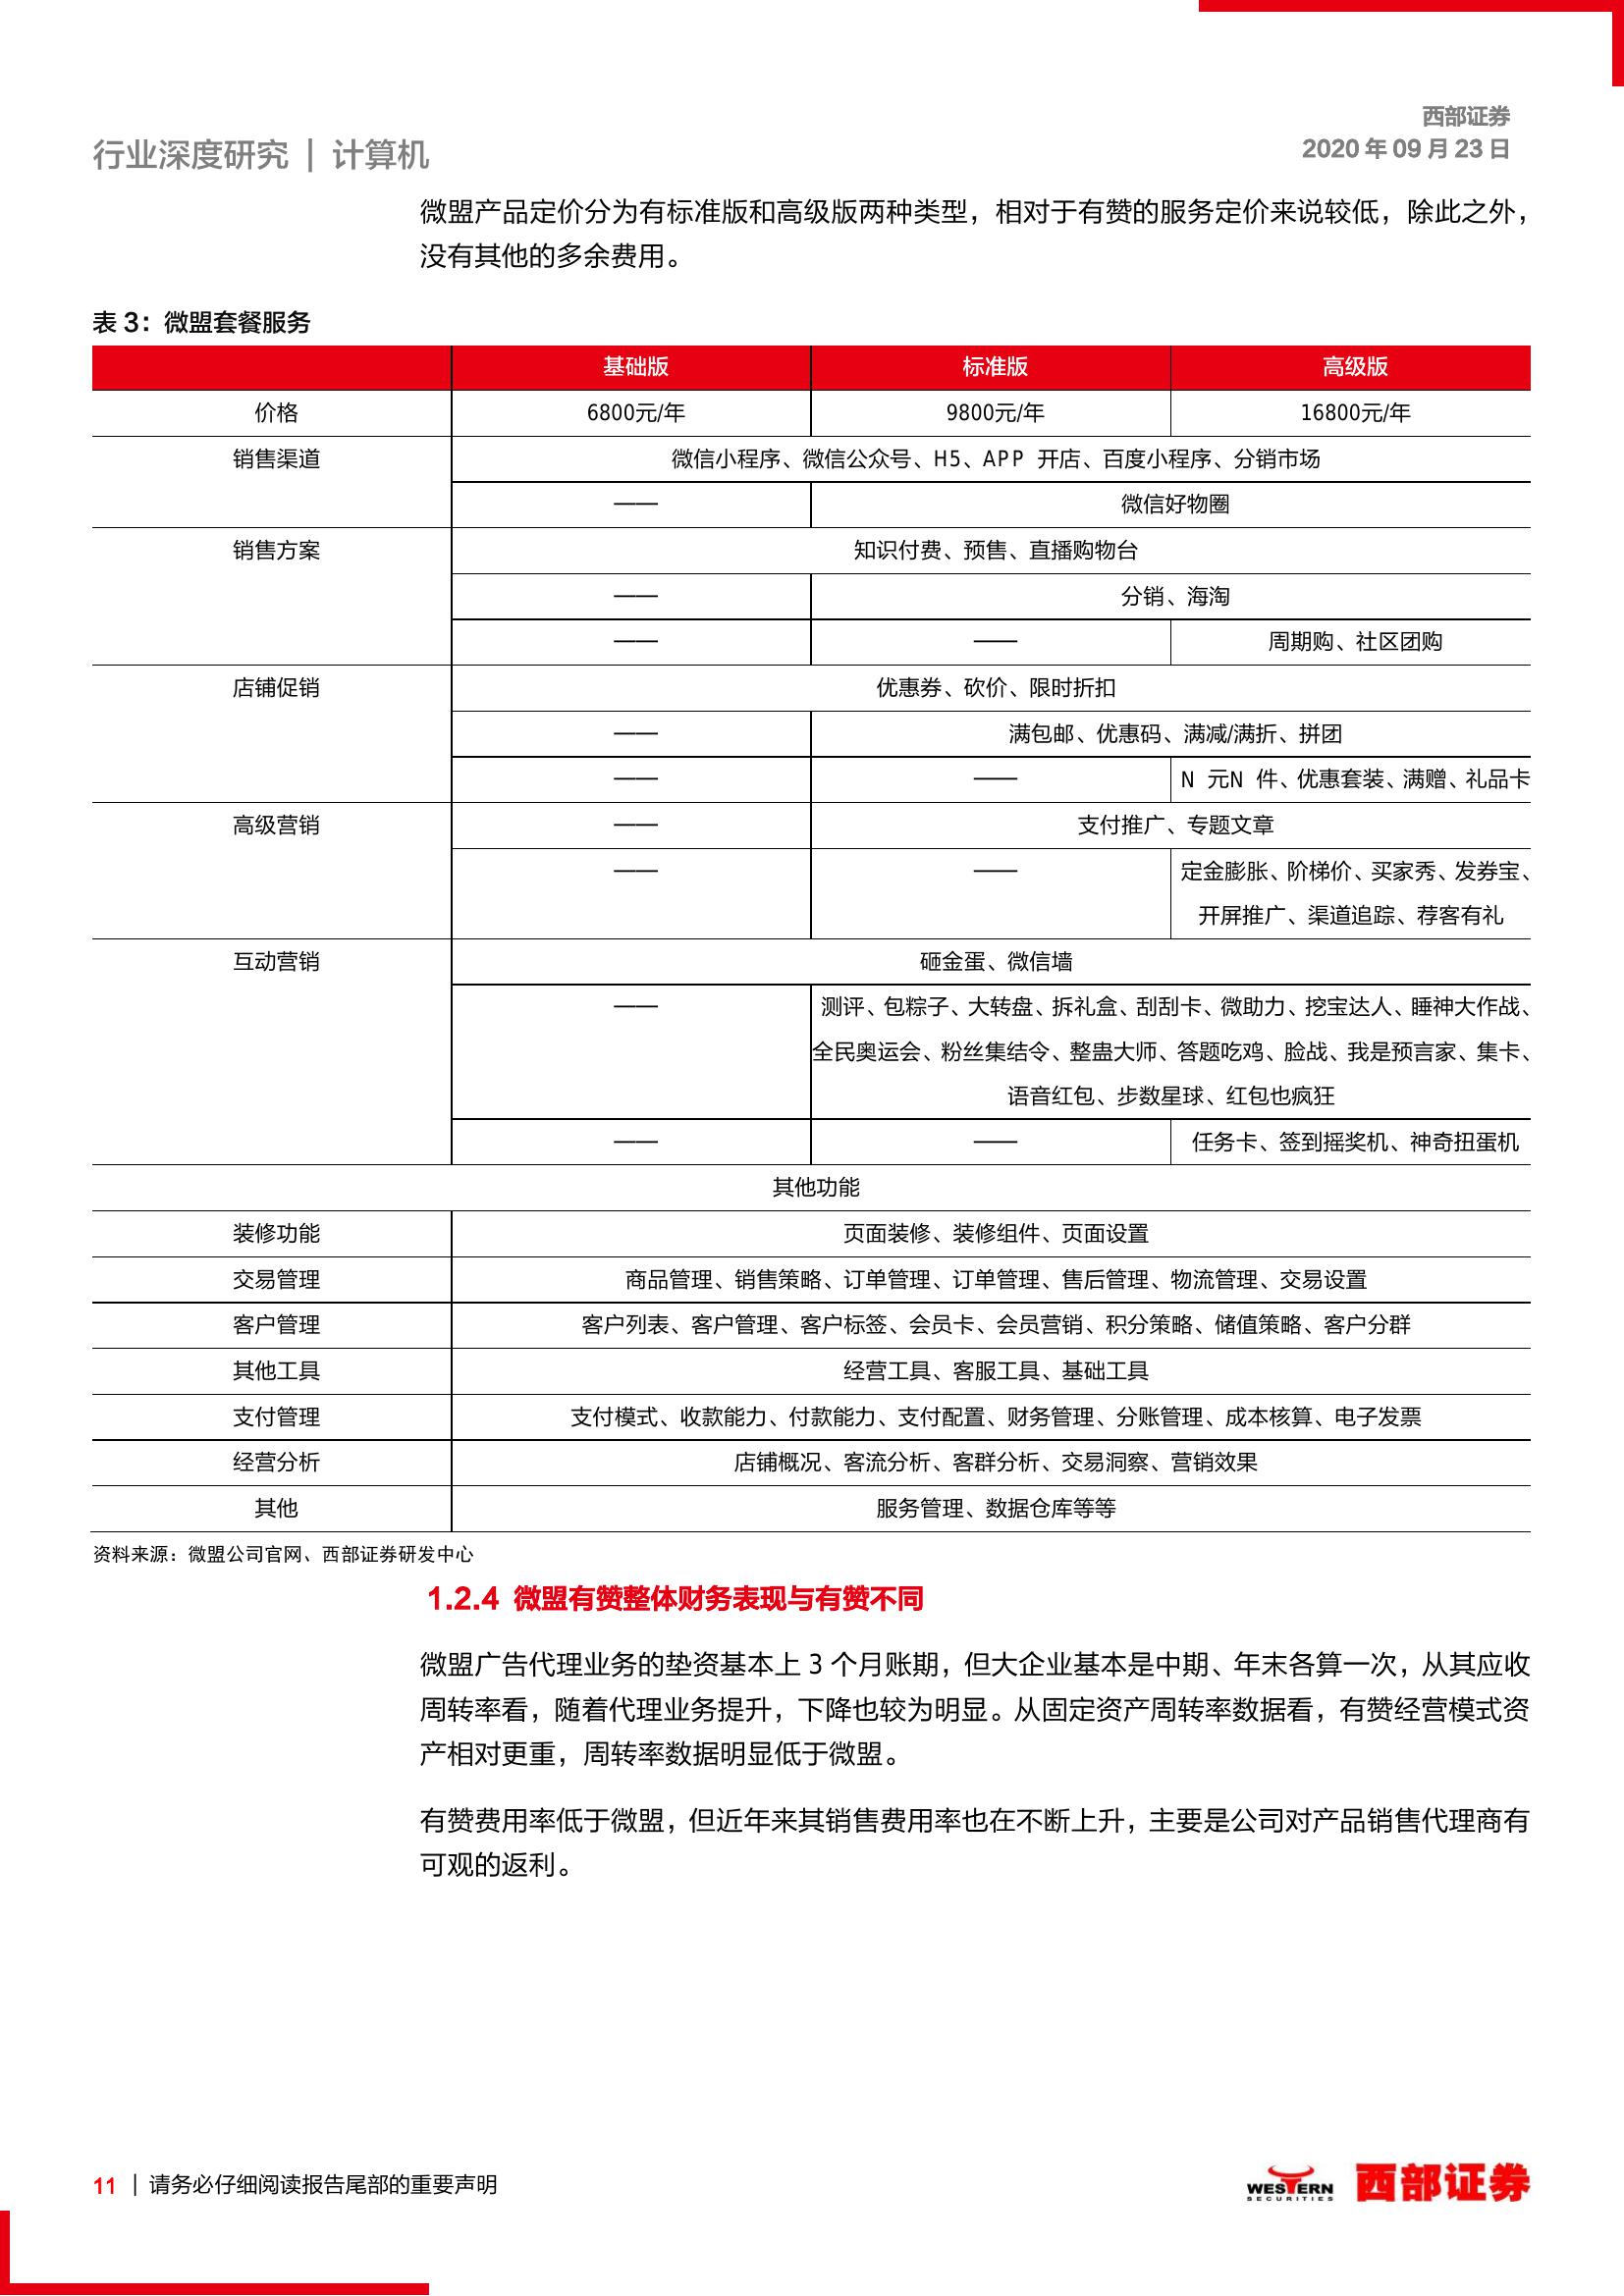 西部证券
行业深度研究 | 计算机
2020 年 09 月 23 日
微盟产品定价分为有标准版和高级版两种类型，相对于有赞的服务定价来说较低，除此之外，
没有其他的多余费用。
表 3：微盟套餐服务
基础版 标准版 高级版
价格 6800元/年 9800元/年 16800元/年
销售渠道 微信小程序、微信公众号、H5、APP 开店、百度小程序、分销市场
—— 微信好物圈
销售方案 知识付费、预售、直播购物台
—— 分销、海淘
—— —— 周期购、社区团购
店铺促销 优惠券、砍价、限时折扣
—— 满包邮、优惠码、满减/满折、拼团
—— —— N 元N 件、优惠套装、满赠、礼品卡
高级营销 —— 支付推广、专题文章
—— —— 定金膨胀、阶梯价、买家秀、发券宝、
开屏推广、渠道追踪、荐客有礼
互动营销 砸金蛋、微信墙
—— 测评、包粽子、大转盘、拆礼盒、刮刮卡、微助力、挖宝达人、睡神大作战、
全民奥运会、粉丝集结令、整蛊大师、答题吃鸡、脸战、我是预言家、集卡、
语音红包、步数星球、红包也疯狂
—— —— 任务卡、签到摇奖机、神奇扭蛋机
其他功能
装修功能 页面装修、装修组件、页面设置
交易管理 商品管理、销售策略、订单管理、订单管理、售后管理、物流管理、交易设置
客户管理 客户列表、客户管理、客户标签、会员卡、会员营销、积分策略、储值策略、客户分群
其他工具 经营工具、客服工具、基础工具
支付管理 支付模式、收款能力、付款能力、支付配置、财务管理、分账管理、成本核算、电子发票
经营分析 店铺概况、客流分析、客群分析、交易洞察、营销效果
其他 服务管理、数据仓库等等
资料来源：微盟公司官网、西部证券研发中心
1.2.4 微盟有赞整体财务表现与有赞不同
微盟广告代理业务的垫资基本上 3 个月账期，但大企业基本是中期、年末各算一次，从其应收
周转率看，随着代理业务提升，下降也较为明显。从固定资产周转率数据看，有赞经营模式资
产相对更重，周转率数据明显低于微盟。
有赞费用率低于微盟，但近年来其销售费用率也在不断上升，主要是公司对产品销售代理商有
可观的返利。
11 | 请务必仔细阅读报告尾部的重要声明
WESTERN
SECURITIES
西部证券